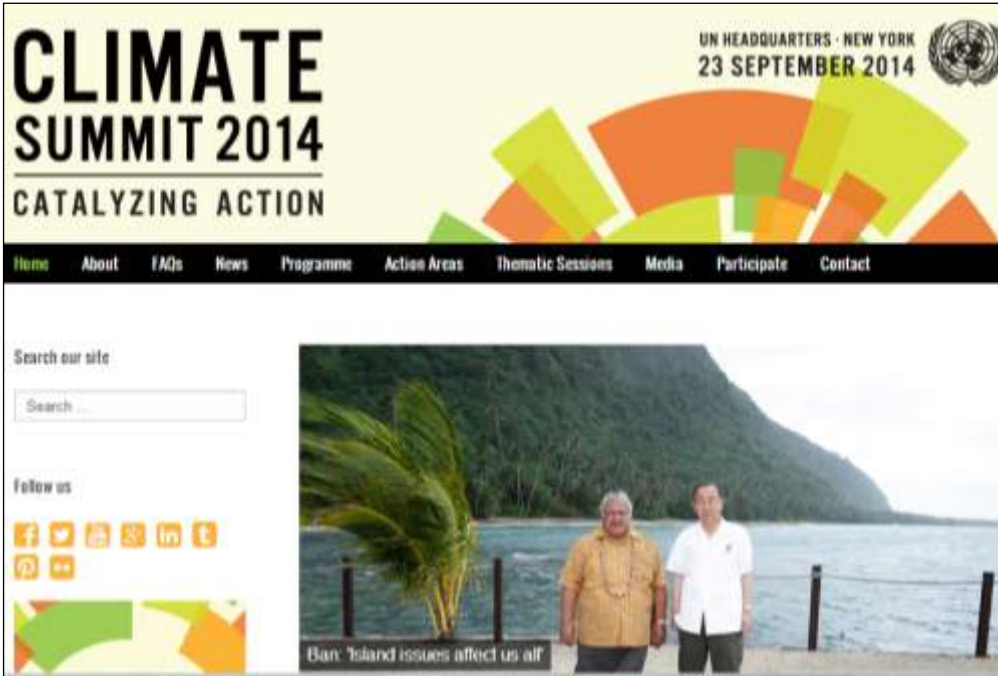 CLIMATE
SUMMIT 2014
CATALYZING ACTION
UN HEADQUARTERS · NEW YORK
23 SEPTEMBER 2014
Home About FAQs News Programme Action Areas Thematic Sessions Media Participate Contact
Search our site
Search ...
Follow us
Ban: 'Island issues affect us all'